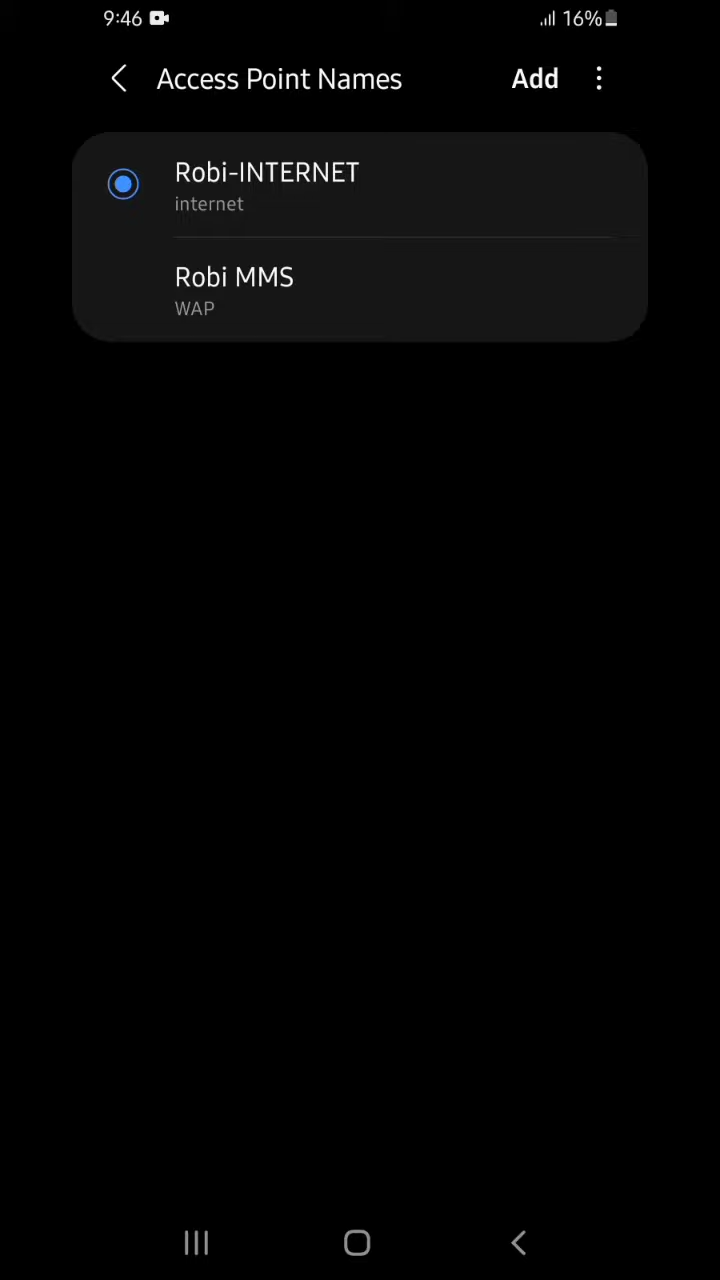 9:46 16%
Access Point Names Add
Robi-INTERNET
internet
Robi MMS
WAP